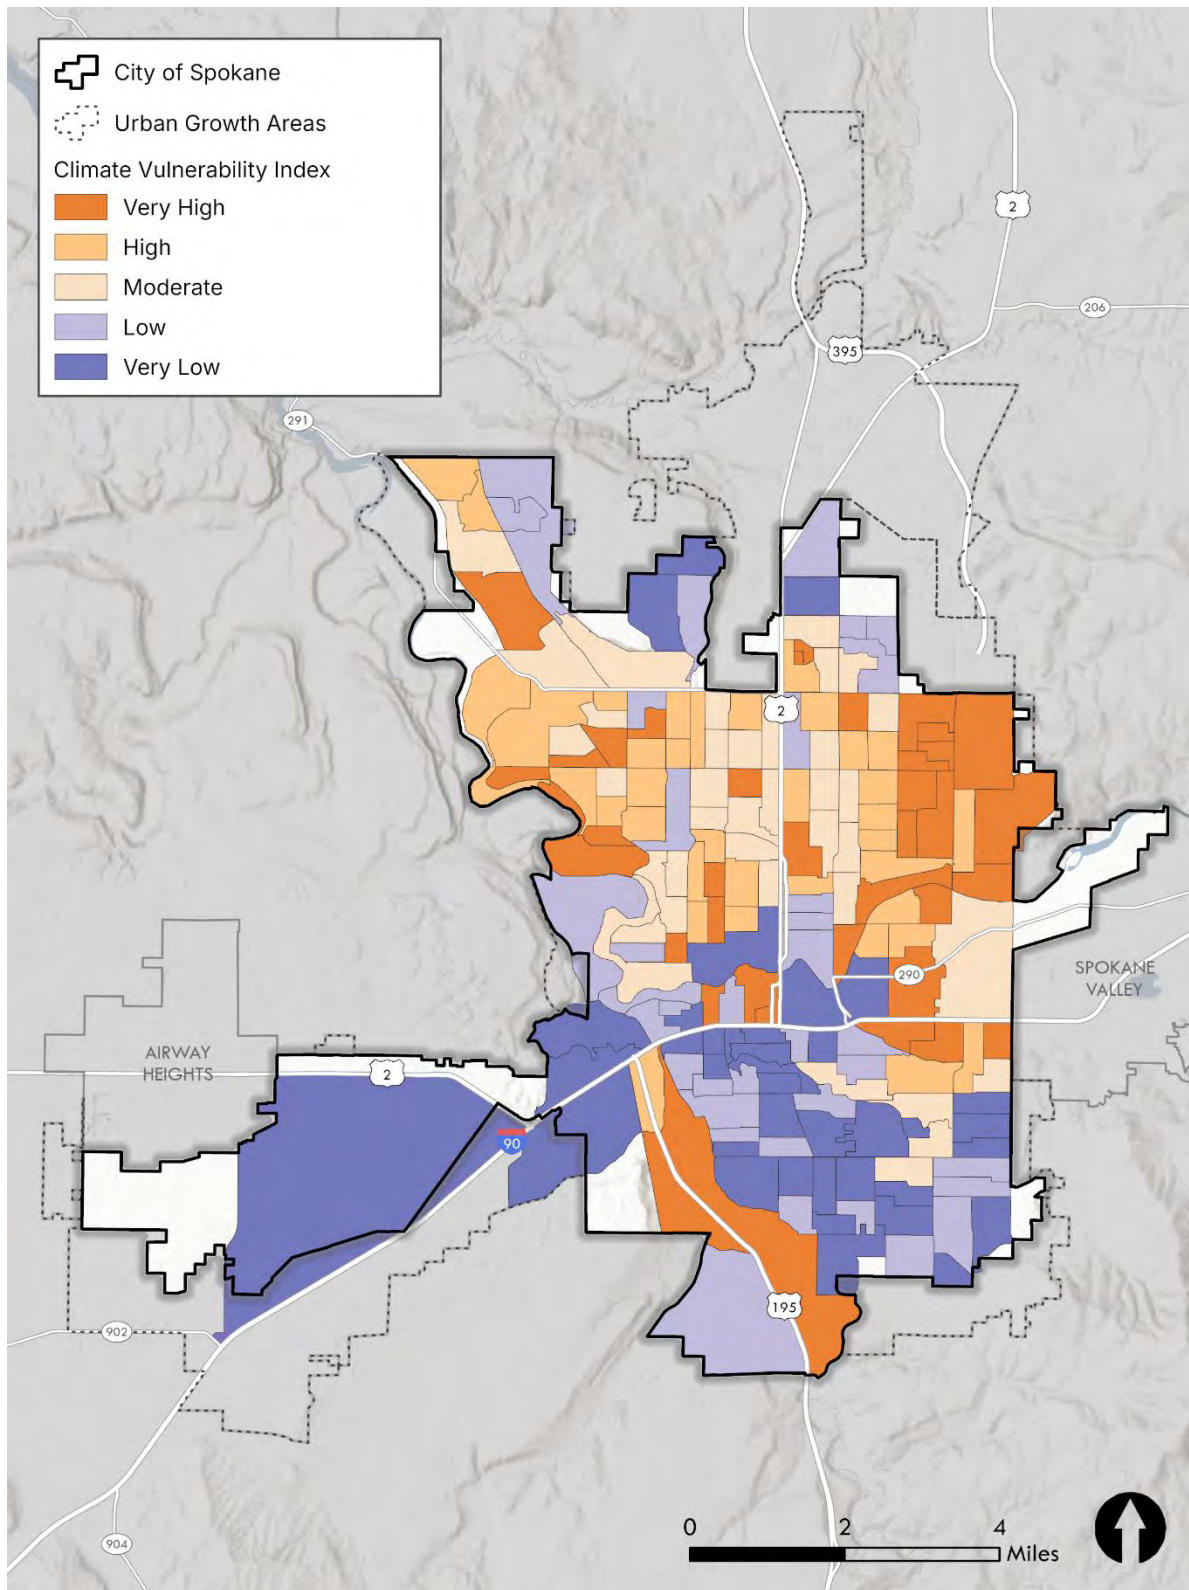 City of Spokane
Urban Growth Areas
Climate Vulnerability Index
Very High
High
Moderate
Low
Very Low
2
206
395
291
2
290
SPOKANE
VALLEY
AIRWAY
HEIGHTS
2
90
195
902
904
0 2 4
Miles